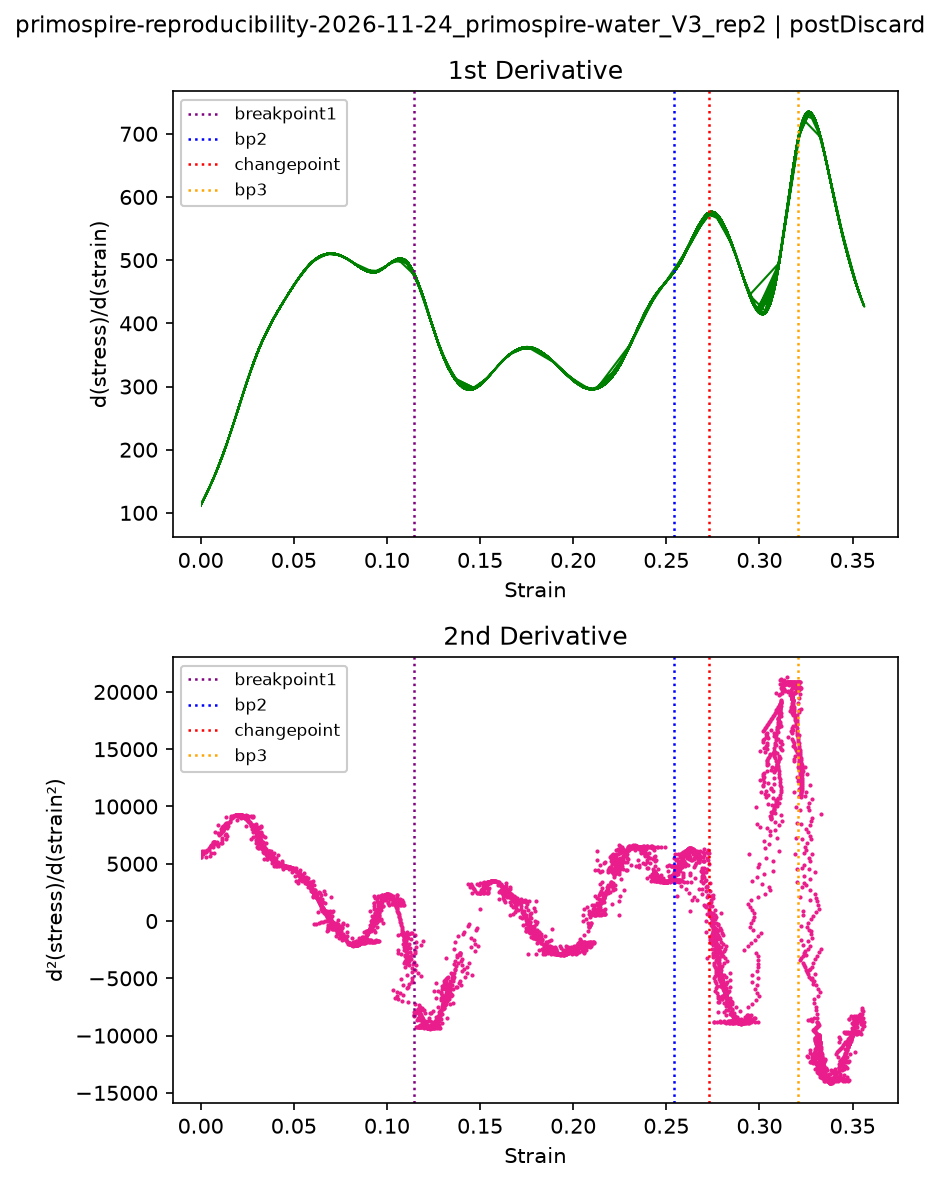 primospire-reproducibility-2026-11-24_primospire-water_V3_rep2 | postDiscard
1st Derivative
breakpoint1
bp2
changepoint
bp3
d(stress)/d(strain)
700
600
500
400
300
200
100
0.00 0.05 0.10 0.15 0.20 0.25 0.30 0.35
Strain
2nd Derivative
breakpoint1
bp2
changepoint
bp3
d²(stress)/d(strain²)
20000
15000
10000
5000
0
−5000
−10000
−15000
0.00 0.05 0.10 0.15 0.20 0.25 0.30 0.35
Strain